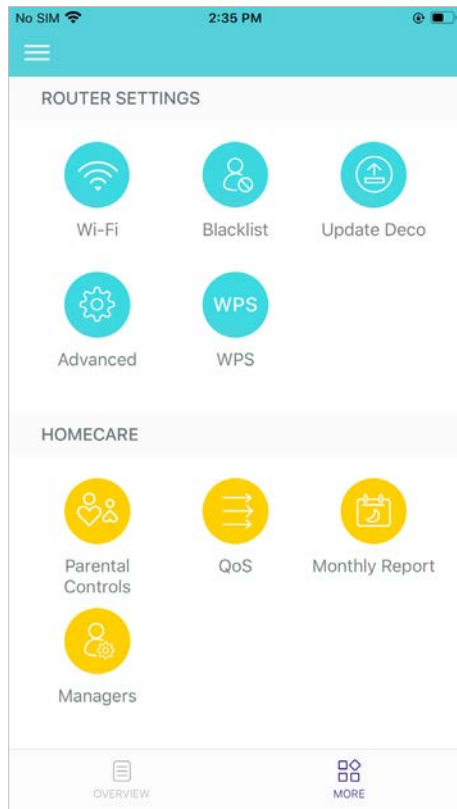 No SIM 2:35 PM
ROUTER SETTINGS
Wi-Fi Blacklist Update Deco
WPS
Advanced WPS
HOMECARE
Parental Controls QoS Monthly Report
Managers
OVERVIEW MORE